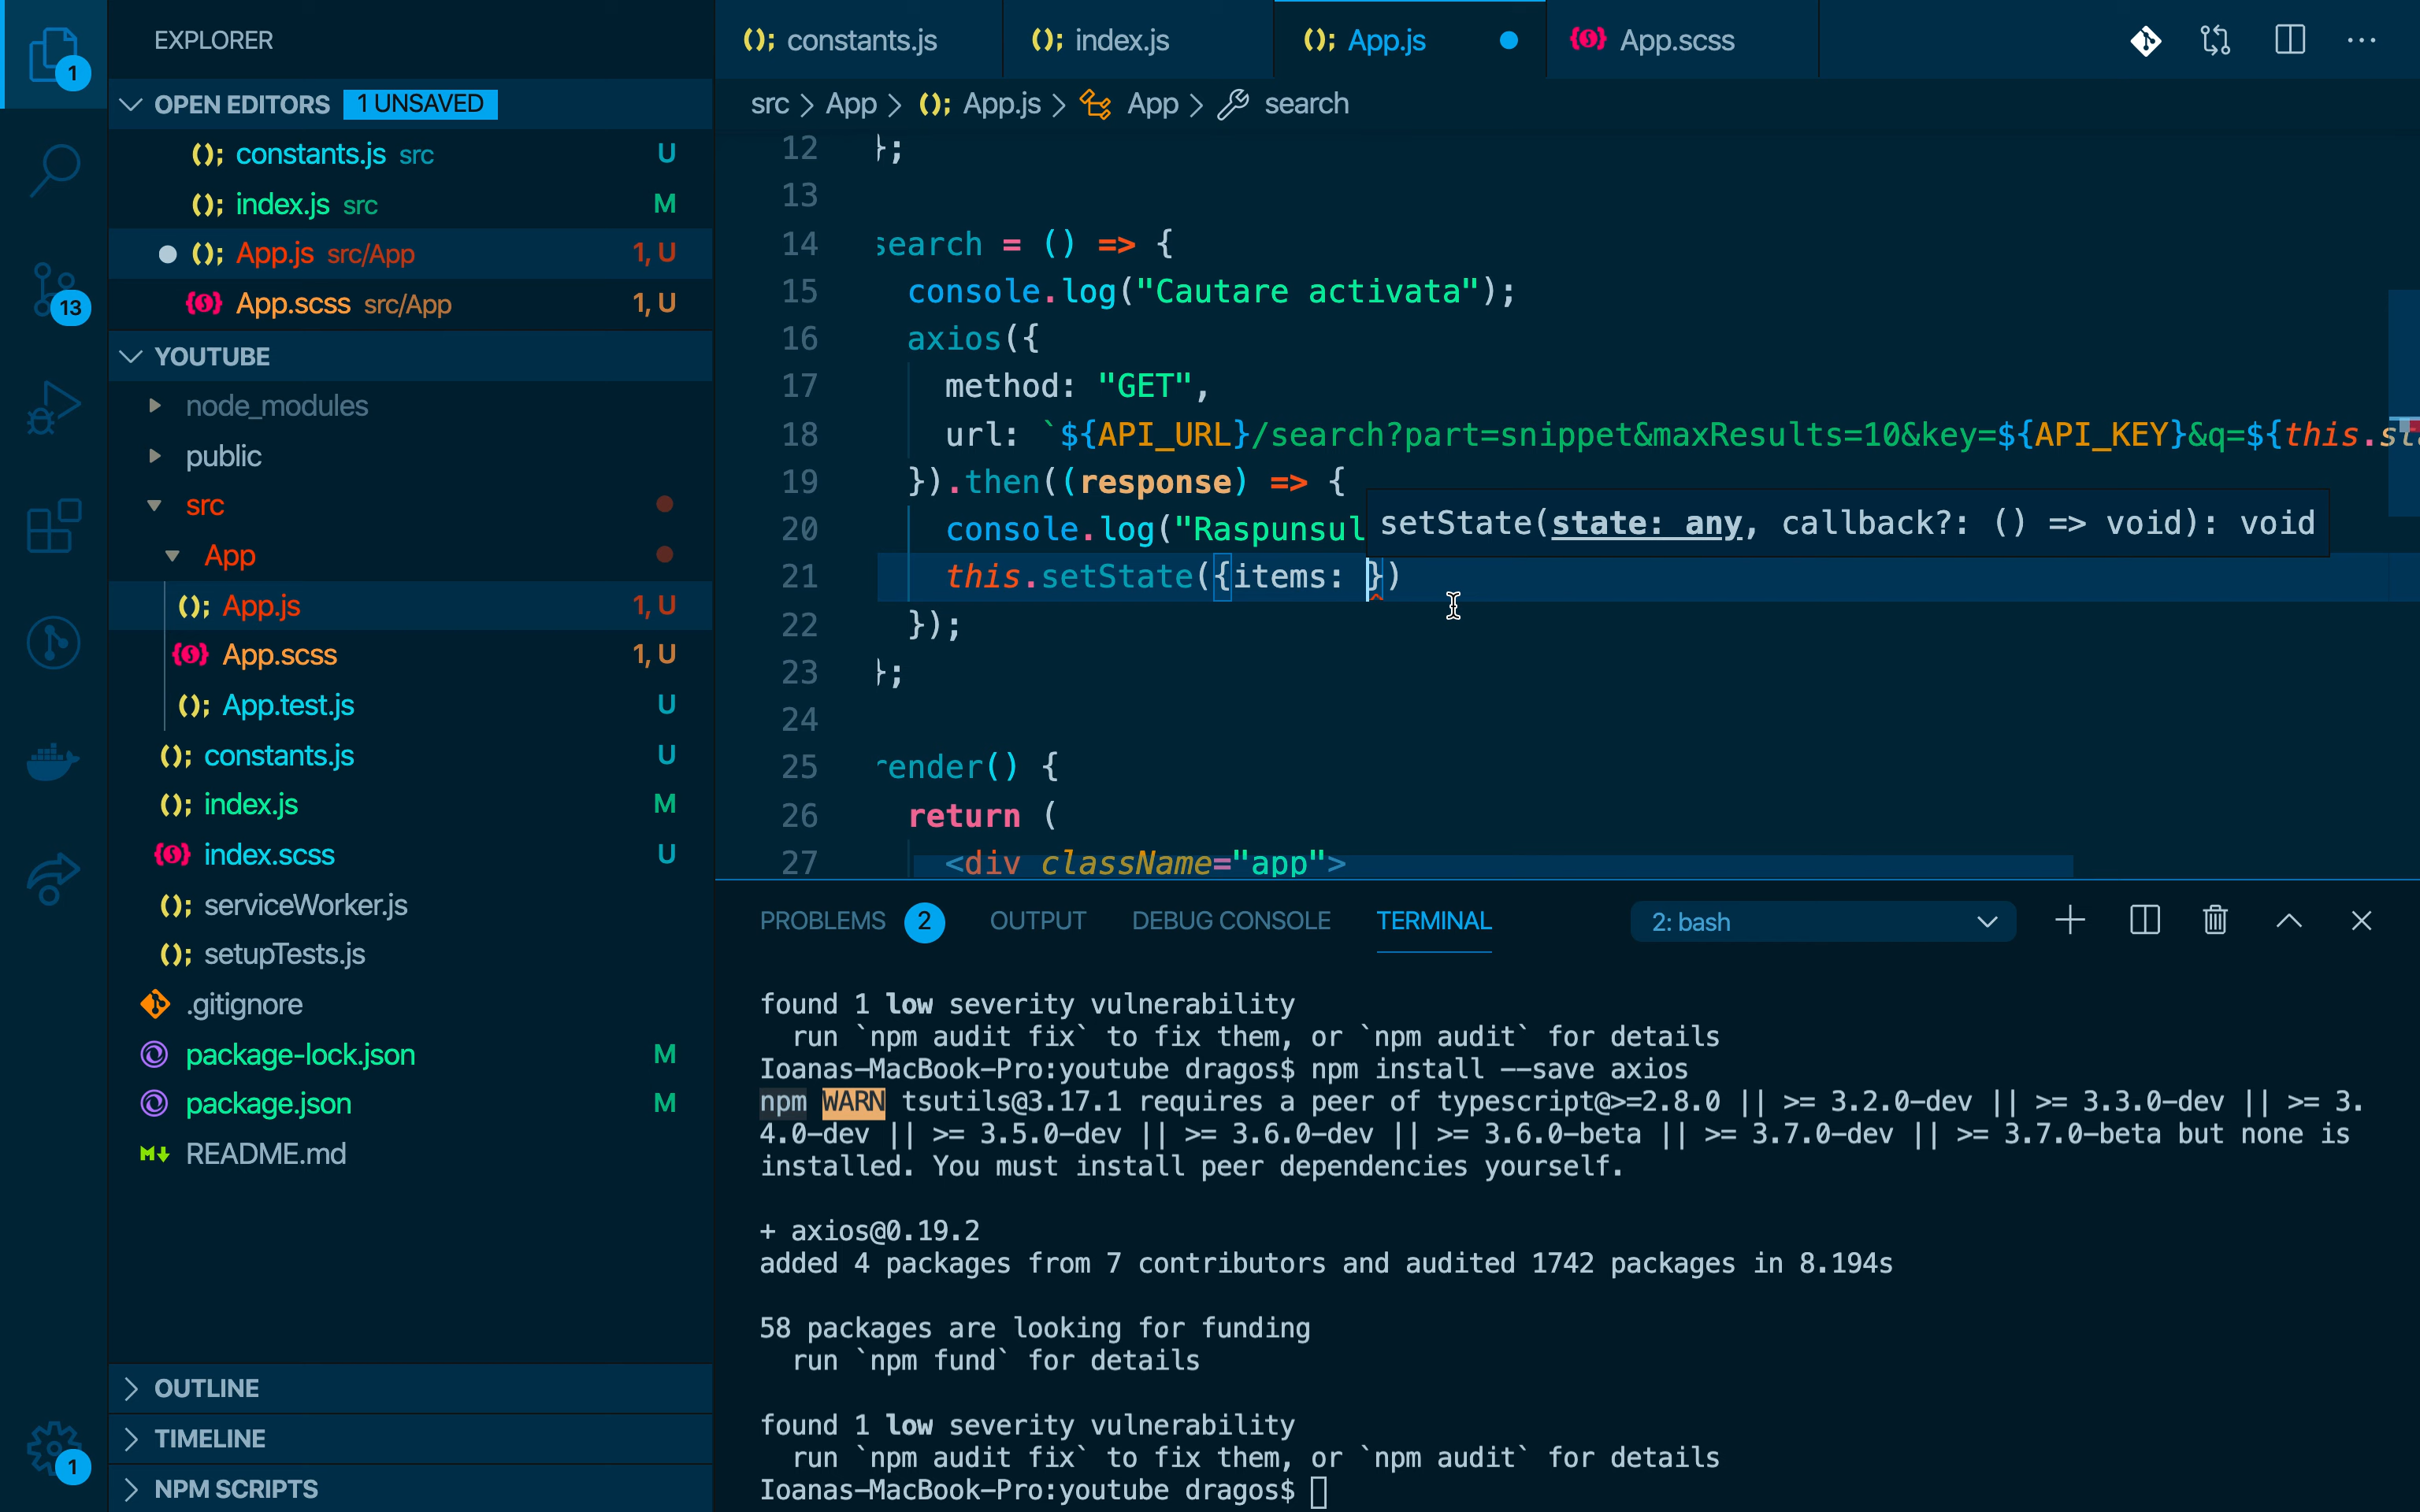 EXPLORER
OPEN EDITORS 1 UNSAVED
constants.js src U
index.js src M
App.js src/App 1, U
App.scss src/App 1, U
YOUTUBE
node_modules
public
src
App
App.js 1, U
App.scss 1, U
App.test.js U
constants.js U
index.js M
index.scss U
serviceWorker.js
setupTests.js
.gitignore
package-lock.json M
package.json M
README.md
OUTLINE
TIMELINE
NPM SCRIPTS
1
13
1
constants.js index.js App.js App.scss
src > App > App.js > App > search
12 };
13
14 search = () => {
15 console.log("Cautare activata");
16 axios({
17 method: "GET",
18 url: `${API_URL}/search?part=snippet&maxResults=10&key=${API_KEY}&q=${this.st
19 }).then((response) => {
20 console.log("Raspunsul
setState(state: any, callback?: () => void): void
21 this.setState({items: })
22 });
23 };
24
25 render() {
26 return (
27 <div className="app">
PROBLEMS 2 OUTPUT DEBUG CONSOLE TERMINAL 2: bash
found 1 low severity vulnerability
run `npm audit fix` to fix them, or `npm audit` for details
Ioanas-MacBook-Pro:youtube dragos$ npm install --save axios
npm WARN tsutils@3.17.1 requires a peer of typescript@>=2.8.0 || >= 3.2.0-dev || >= 3.3.0-dev || >= 3.
4.0-dev || >= 3.5.0-dev || >= 3.6.0-dev || >= 3.6.0-beta || >= 3.7.0-dev || >= 3.7.0-beta but none is
installed. You must install peer dependencies yourself.
+ axios@0.19.2
added 4 packages from 7 contributors and audited 1742 packages in 8.194s
58 packages are looking for funding
run `npm fund` for details
found 1 low severity vulnerability
run `npm audit fix` to fix them, or `npm audit` for details
Ioanas-MacBook-Pro:youtube dragos$